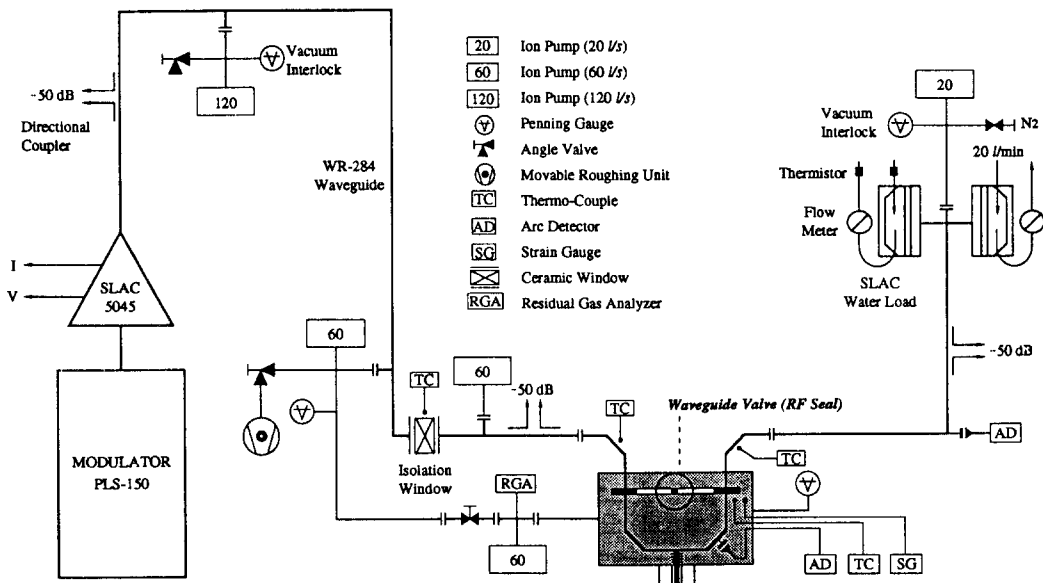 120
Vacuum
Interlock
-50 dB
Directional
Coupler
I
V
SLAC
5045
MODULATOR
PLS-150
WR-284
Waveguide
20 Ion Pump (20 l/s)
60 Ion Pump (60 l/s)
120 Ion Pump (120 l/s)
Penning Gauge
Angle Valve
Movable Roughing Unit
TC Thermo-Couple
AD Arc Detector
SG Strain Gauge
Ceramic Window
RGA Residual Gas Analyzer
20
Vacuum
Interlock
N2
20 l/min
Thermistor
Flow
Meter
SLAC
Water Load
-50 dB
60
60
-50 dB
TC
TC
Waveguide Valve (RF Seal)
AD
Isolation
Window
TC
RGA
60
AD
TC
SG